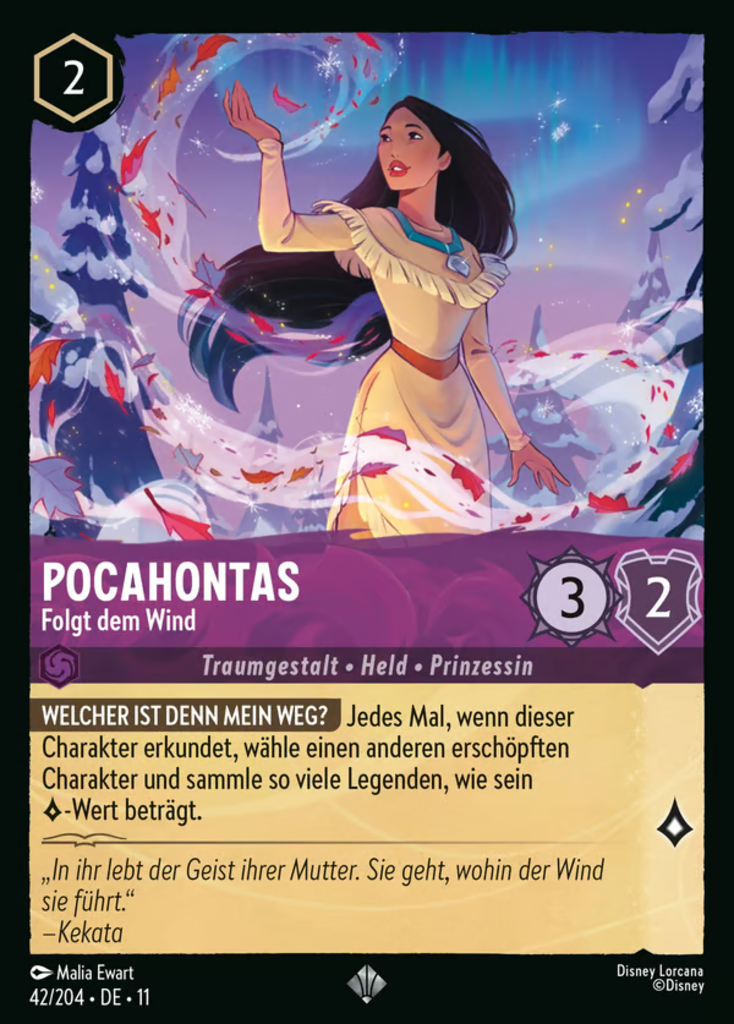 2
POCAHONTAS
Folgt dem Wind
3
2
Traumgestalt • Held • Prinzessin
WELCHER IST DENN MEIN WEG? Jedes Mal, wenn dieser
Charakter erkundet, wähle einen anderen erschöpften
Charakter und sammle so viele Legenden, wie sein
-Wert beträgt.
„In ihr lebt der Geist ihrer Mutter. Sie geht, wohin der Wind
sie führt.“
–Kekata
Malia Ewart
42/204 • DE • 11
Disney Lorcana
©Disney